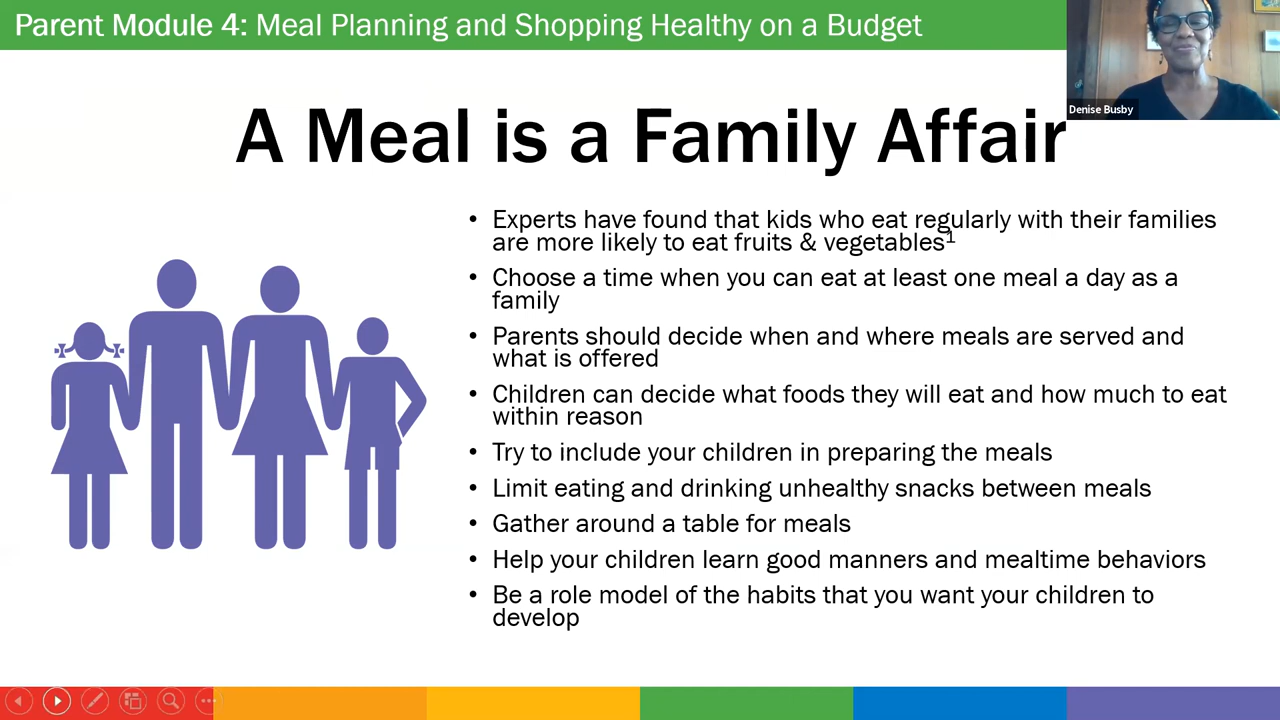 Parent Module 4: Meal Planning and Shopping Healthy on a Budget
Denise Busby
A Meal is a Family Affair
• Experts have found that kids who eat regularly with their families
are more likely to eat fruits & vegetables¹
• Choose a time when you can eat at least one meal a day as a
family
• Parents should decide when and where meals are served and
what is offered
• Children can decide what foods they will eat and how much to eat
within reason
• Try to include your children in preparing the meals
• Limit eating and drinking unhealthy snacks between meals
• Gather around a table for meals
• Help your children learn good manners and mealtime behaviors
• Be a role model of the habits that you want your children to
develop